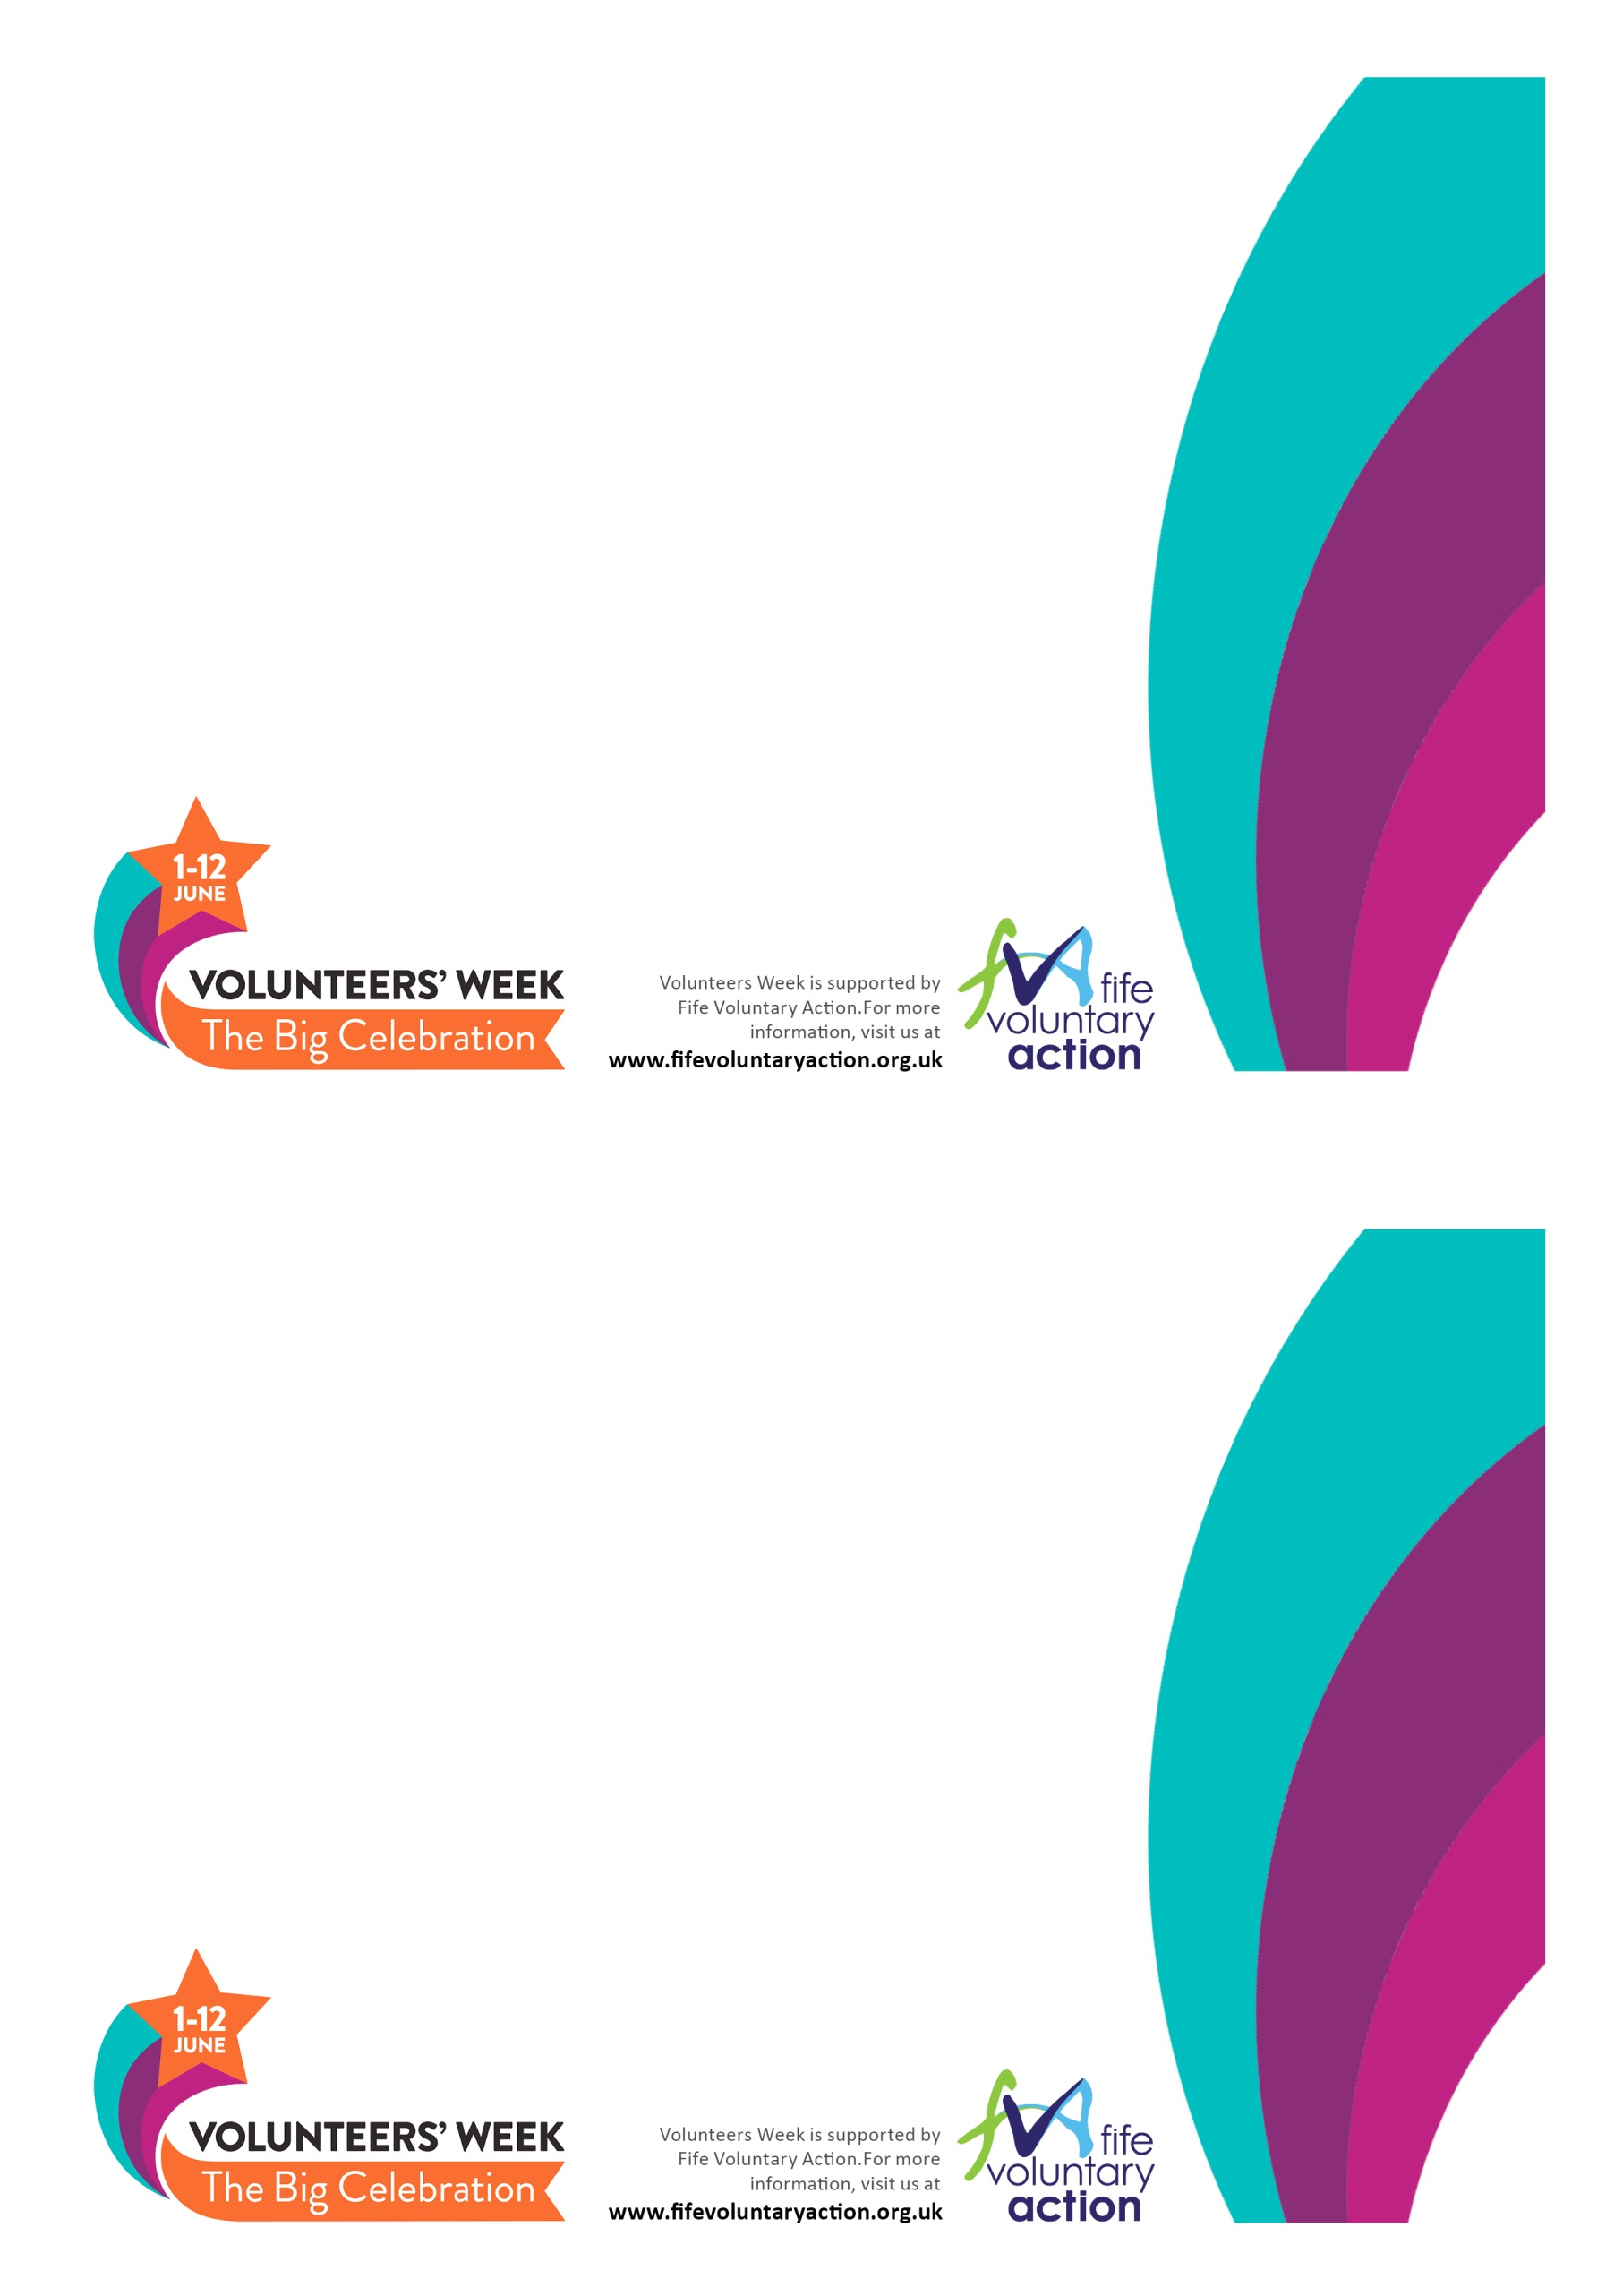 1-12
JUNE
VOLUNTEERS’ WEEK
The Big Celebration
Volunteers Week is supported by
Fife Voluntary Action.For more
information, visit us at
www.fifevoluntaryaction.org.uk
fife
voluntary
action
1-12
JUNE
VOLUNTEERS’ WEEK
The Big Celebration
Volunteers Week is supported by
Fife Voluntary Action.For more
information, visit us at
www.fifevoluntaryaction.org.uk
fife
voluntary
action